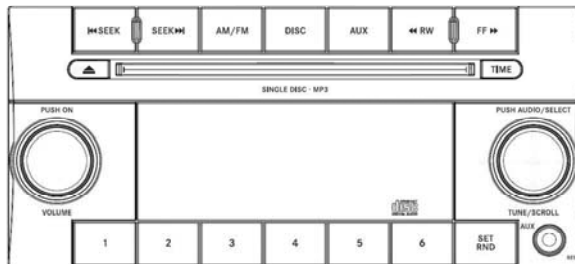 SEEK
SEEK
AM/FM
DISC
AUX
RW
FF
TIME
SINGLE DISC · MP3
PUSH ON
PUSH AUDIO/SELECT
disc
VOLUME
TUNE/SCROLL
1
2
3
4
5
6
SET
RND
AUX